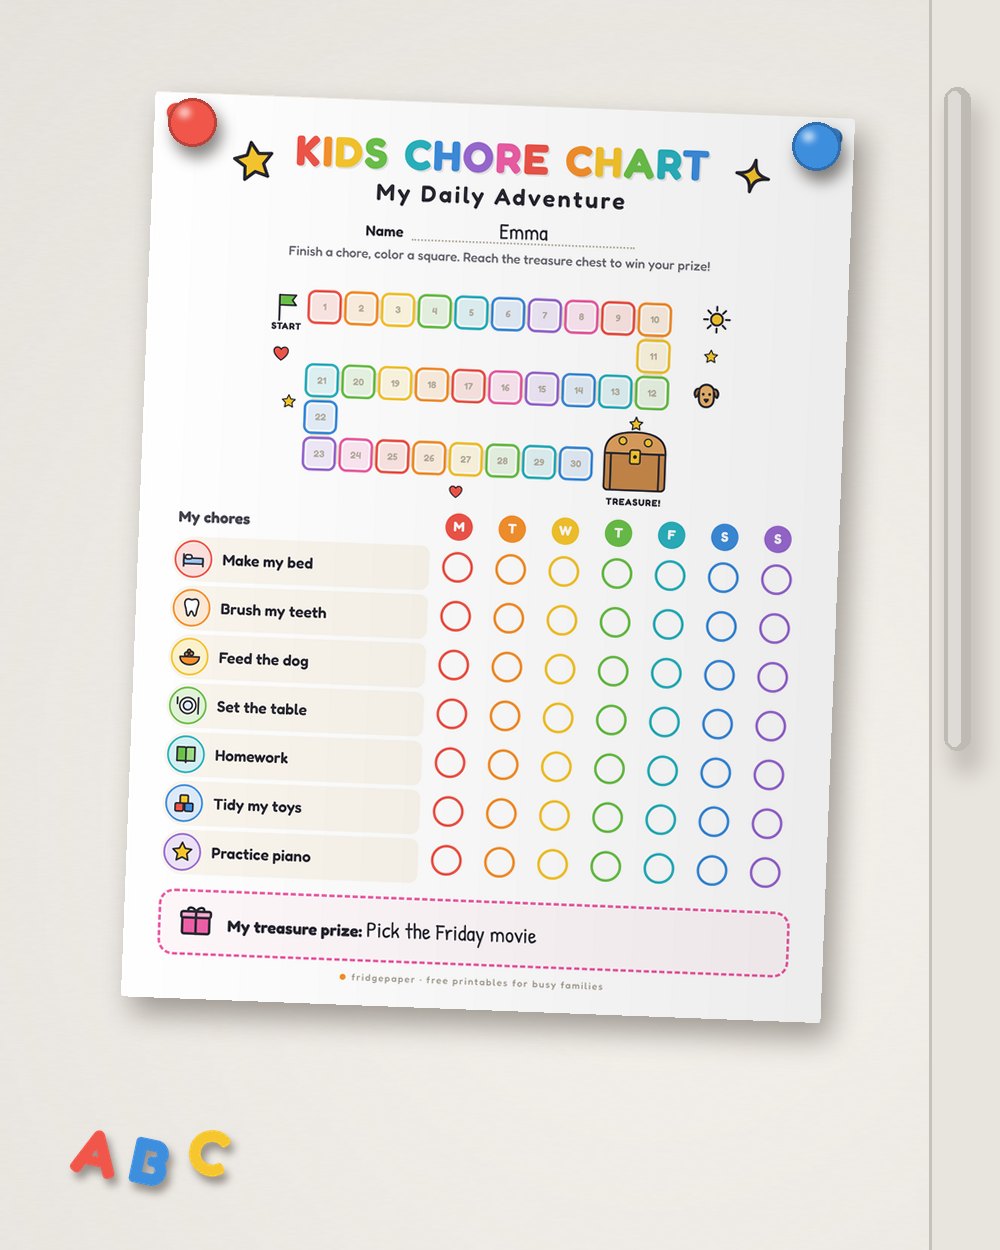 KIDS CHORE CHART
My Daily Adventure
Name Emma
Finish a chore, color a square. Reach the treasure chest to win your prize!
START 1 2 3 4 5 6 7 8 9 10
11
21 20 19 18 17 16 15 14 13 12
22
23 24 25 26 27 28 29 30
TREASURE!
My chores M T W T F S S
Make my bed
Brush my teeth
Feed the dog
Set the table
Homework
Tidy my toys
Practice piano
My treasure prize: Pick the Friday movie
fridgepaper · free printables for busy families
A B C